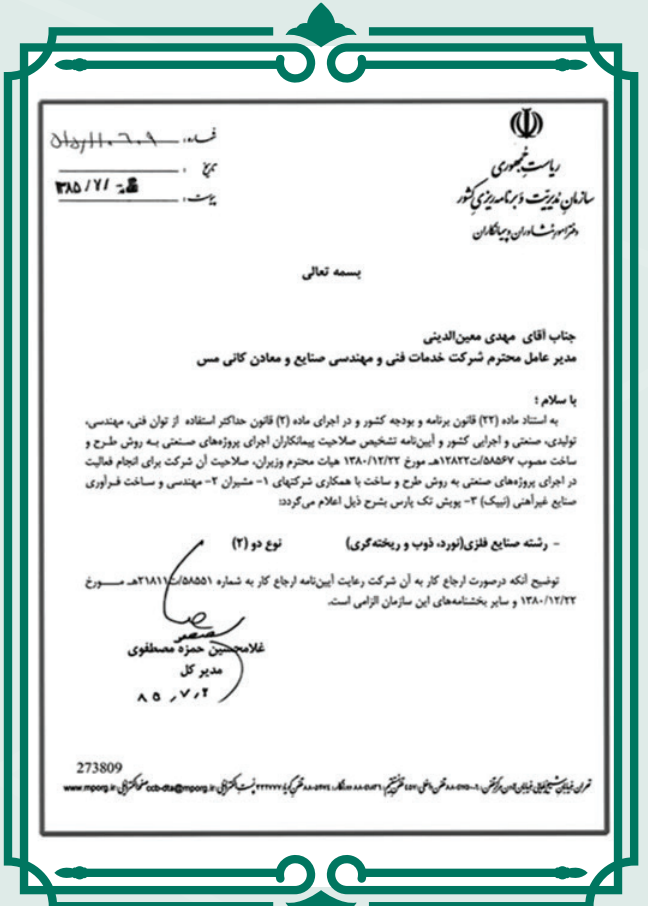 ریاست جمهوری
سازمان مدیریت و برنامه‌ریزی کشور
دفتر امور مشاوران و پیمانکاران
شماره:
تاریخ :
پیوست :
بسمه تعالی
جناب آقای مهدی معین‌الدینی
مدیر عامل محترم شرکت خدمات فنی و مهندسی صنایع و معادن کانی مس
با سلام ؛
به استناد ماده (۲۲) قانون برنامه و بودجه کشور و در اجرای ماده (۲) قانون حداکثر استفاده از توان فنی، مهندسی،
تولیدی، صنعتی و اجرایی کشور و آیین‌نامه تشخیص صلاحیت پیمانکاران اجرای پروژه‌های صنعتی به روش طرح و
ساخت مصوب ۵۸۵۶۷/ت۱۲۸۲۲هـ مورخ ۱۳۸۰/۱۲/۲۲ هیات محترم وزیران، صلاحیت آن شرکت برای انجام فعالیت
در اجرای پروژه‌های صنعتی به روش طرح و ساخت با همکاری شرکتهای ۱- مشیران ۲- مهندسی و ساخت فرآوری
صنایع غیرآهنی (نیپک) ۳- پویش تک پارس بشرح ذیل اعلام می‌گردد:
- رشته صنایع فلزی(نورد، ذوب و ریخته‌گری) نوع دو (۲)
توضیح آنکه درصورت ارجاع کار به آن شرکت رعایت آیین‌نامه ارجاع کار به شماره ۵۸۵۵۱/ت۲۱۸۱۱هـ مورخ
۱۳۸۰/۱۲/۲۲ و سایر بخشنامه‌های این سازمان الزامی است.
غلامحسین حمزه مصطفوی
مدیر کل
۸۵/۷/۲
273809
www.mporg.ir ccb-dta@mporg.ir